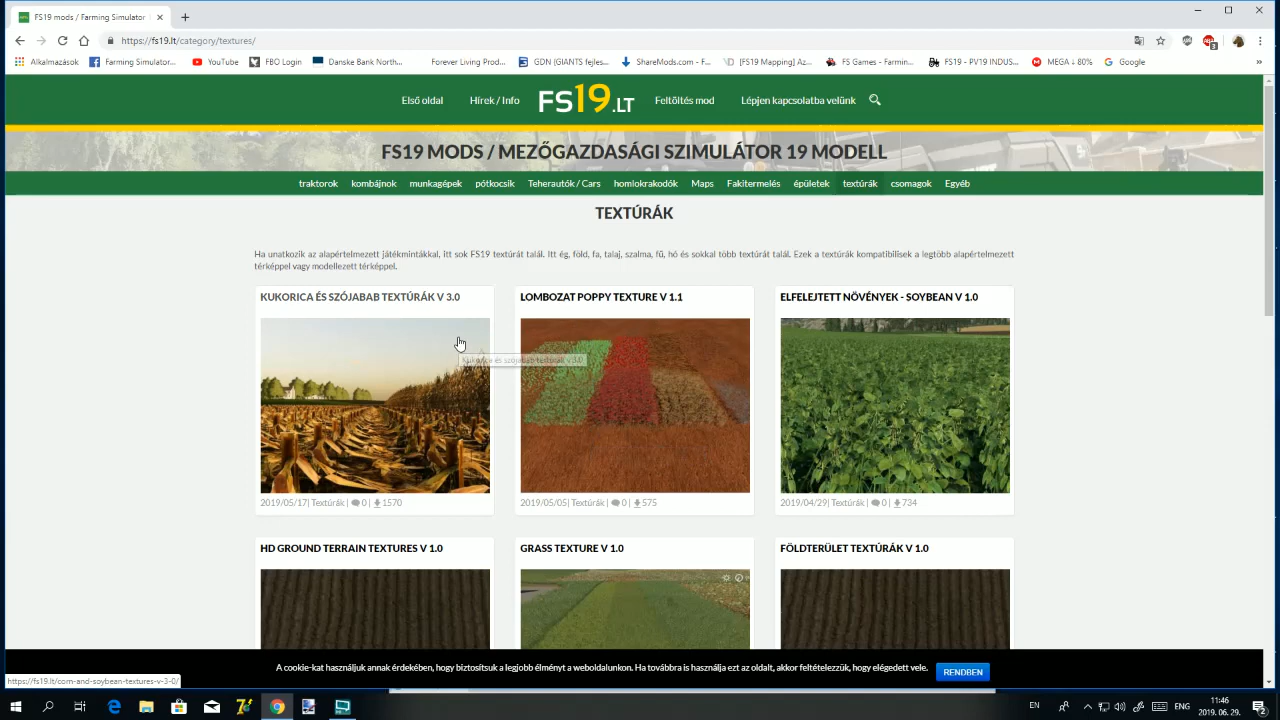 FS19 mods / Farming Simulator
https://fs19.lt/category/textures/
Alkalmazások Farming Simulator... YouTube FBO Login Danske Bank North... Forever Living Prod... GDN (GIANTS fejles... ShareMods.com - F... [FS19 Mapping] Az... FS Games - Farmin... FS19 - PV19 INDUS... MEGA ↓ 80% Google »
Első oldal Hírek / Info FS19.LT Feltöltés mod Lépjen kapcsolatba velünk
FS19 MODS / MEZŐGAZDASÁGI SZIMULÁTOR 19 MODELL
traktorok kombájnok munkagépek pótkocsik Teherautók / Cars homlokrakodók Maps Fakitermelés épületek textúrák csomagok Egyéb
TEXTÚRÁK
Ha unatkozik az alapértelmezett játékmintákkal, itt sok FS19 textúrát talál. Itt ég, föld, fa, talaj, szalma, fű, hó és sokkal több textúrát talál. Ezek a textúrák kompatibilisek a legtöbb alapértelmezett
térképpel vagy modellezett térképpel.
KUKORICA ÉS SZÓJABAB TEXTÚRÁK V 3.0 LOMBOZAT POPPY TEXTURE V 1.1 ELFELEJTETT NÖVÉNYEK - SOYBEAN V 1.0
Kukorica és szójabab textúrák v 3.0
2019/05/17| Textúrák | 0 | 1570 2019/05/05| Textúrák | 0 | 575 2019/04/29| Textúrák | 0 | 734
HD GROUND TERRAIN TEXTURES V 1.0 GRASS TEXTURE V 1.0 FÖLDTERÜLET TEXTÚRÁK V 1.0
A cookie-kat használjuk annak érdekében, hogy biztosítsuk a legjobb élményt a weboldalunkon. Ha továbbra is használja ezt az oldalt, akkor feltételezzük, hogy elégedett vele. RENDBEN
https://fs19.lt/corn-and-soybean-textures-v-3-0/
EN ENG 11:46
2019. 06. 29. 2